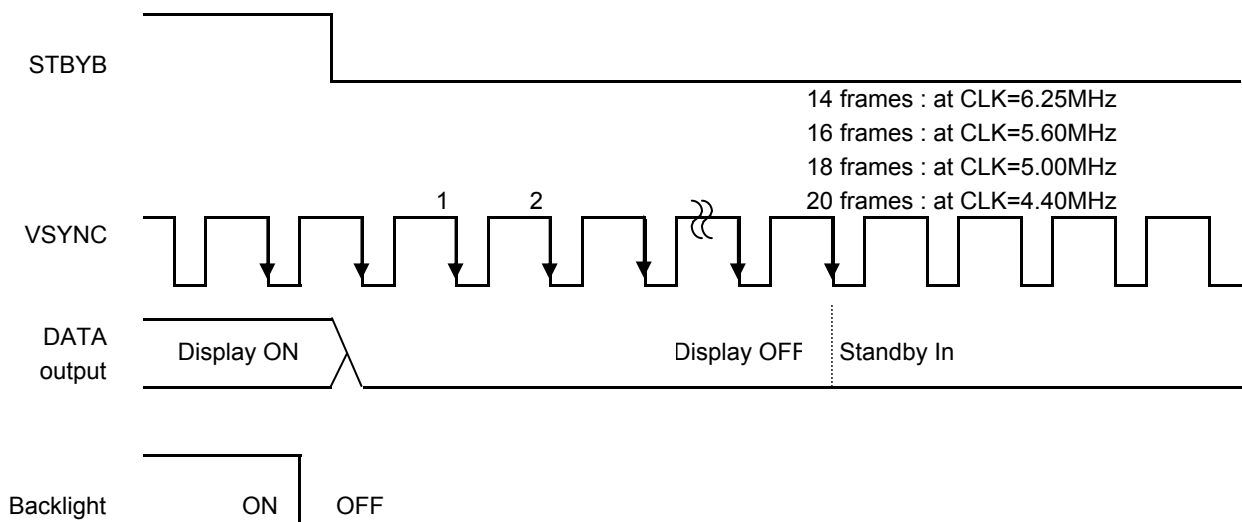 STBYB
14 frames : at CLK=6.25MHz
16 frames : at CLK=5.60MHz
18 frames : at CLK=5.00MHz
20 frames : at CLK=4.40MHz
1 2
VSYNC
DATA
output
Display ON
Display OFF
Standby In
Backlight
ON
OFF